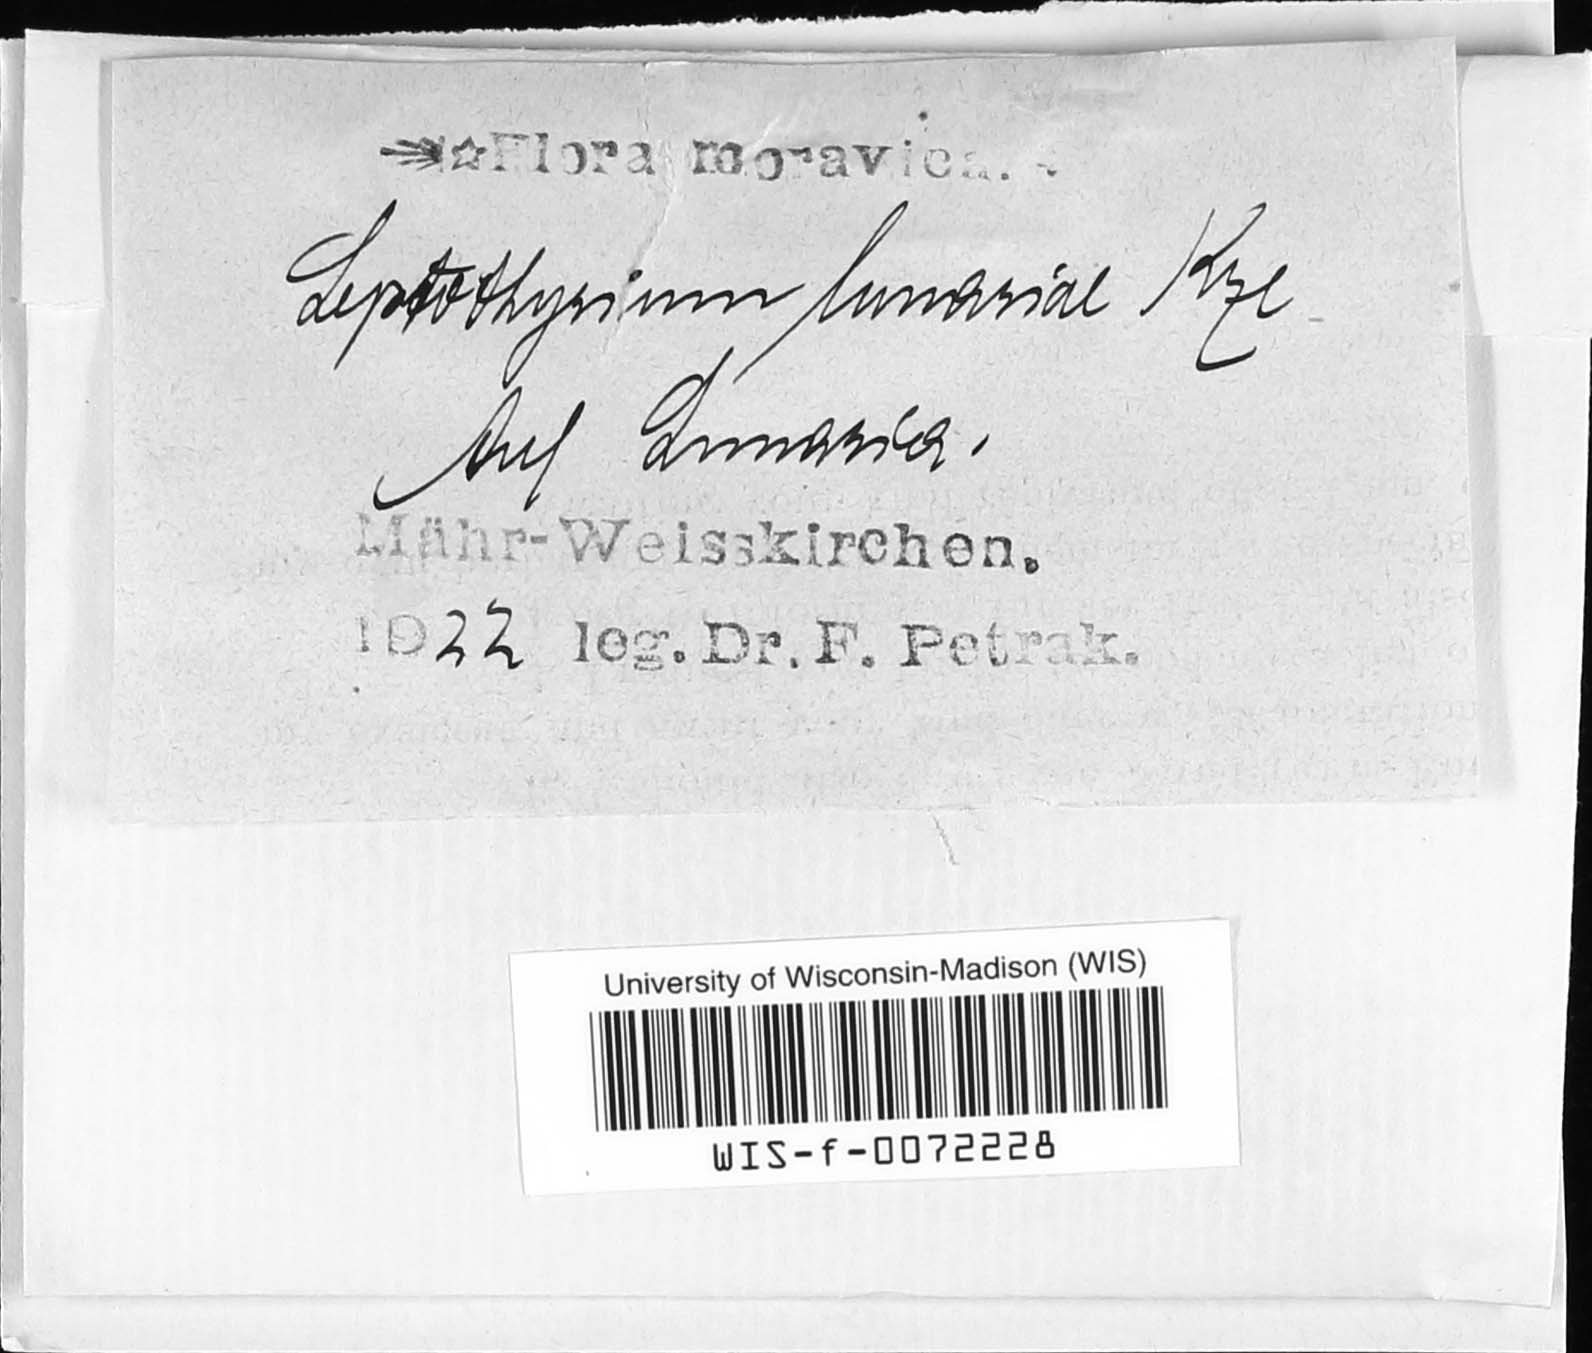 Flora moravica.
Leptothyrium lunariae Kze
Auf Lunaria.
Mähr-Weisskirchen.
1922 leg. Dr. F. Petrak.
University of Wisconsin-Madison (WIS)
WIS-f-0072228